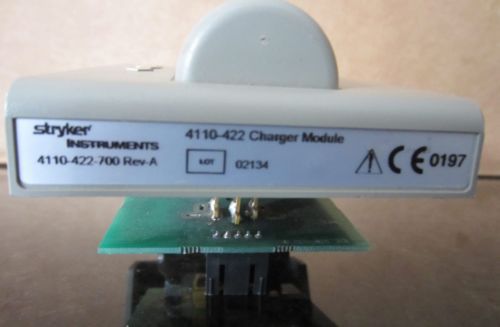 stryker
INSTRUMENTS
4110-422 Charger Module
4110-422-700 Rev-A
LOT 02134
CE 0197